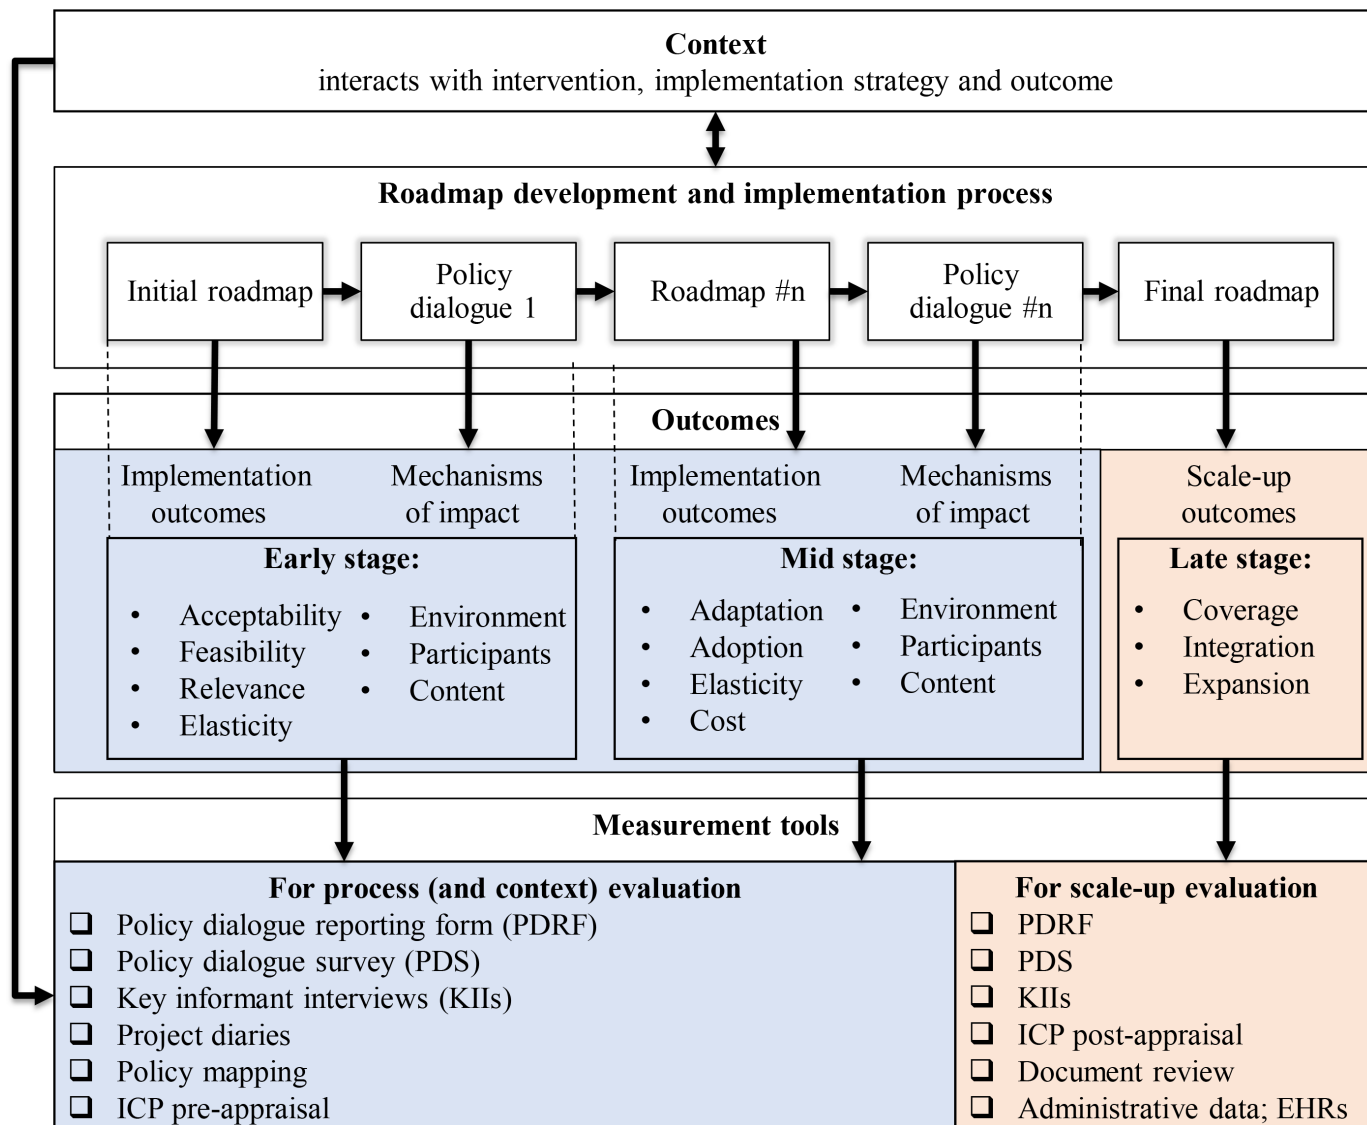 Context
interacts with intervention, implementation strategy and outcome
Roadmap development and implementation process
Initial roadmap
Policy
dialogue 1
Roadmap #n
Policy
dialogue #n
Final roadmap
Outcomes
Implementation
outcomes
Mechanisms
of impact
Implementation
outcomes
Mechanisms
of impact
Scale-up
outcomes
Early stage:
• Acceptability
• Feasibility
• Relevance
• Elasticity
• Environment
• Participants
• Content
Mid stage:
• Adaptation
• Adoption
• Elasticity
• Cost
• Environment
• Participants
• Content
Late stage:
• Coverage
• Integration
• Expansion
Measurement tools
For process (and context) evaluation
❑ Policy dialogue reporting form (PDRF)
❑ Policy dialogue survey (PDS)
❑ Key informant interviews (KIIs)
❑ Project diaries
❑ Policy mapping
❑ ICP pre-appraisal
For scale-up evaluation
❑ PDRF
❑ PDS
❑ KIIs
❑ ICP post-appraisal
❑ Document review
❑ Administrative data; EHRs